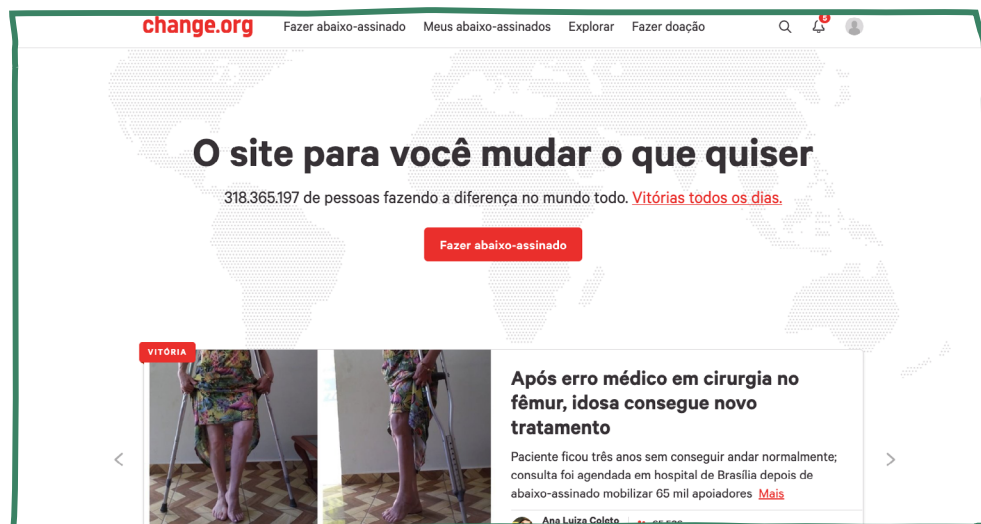 change.org
Fazer abaixo-assinado Meus abaixo-assinados Explorar Fazer doação
O site para você mudar o que quiser
318.365.197 de pessoas fazendo a diferença no mundo todo. Vitórias todos os dias.
Fazer abaixo-assinado
VITÓRIA
Após erro médico em cirurgia no
fêmur, idosa consegue novo
tratamento
Paciente ficou três anos sem conseguir andar normalmente;
consulta foi agendada em hospital de Brasília depois de
abaixo-assinado mobilizar 65 mil apoiadores Mais
Ana Luiza Coleto